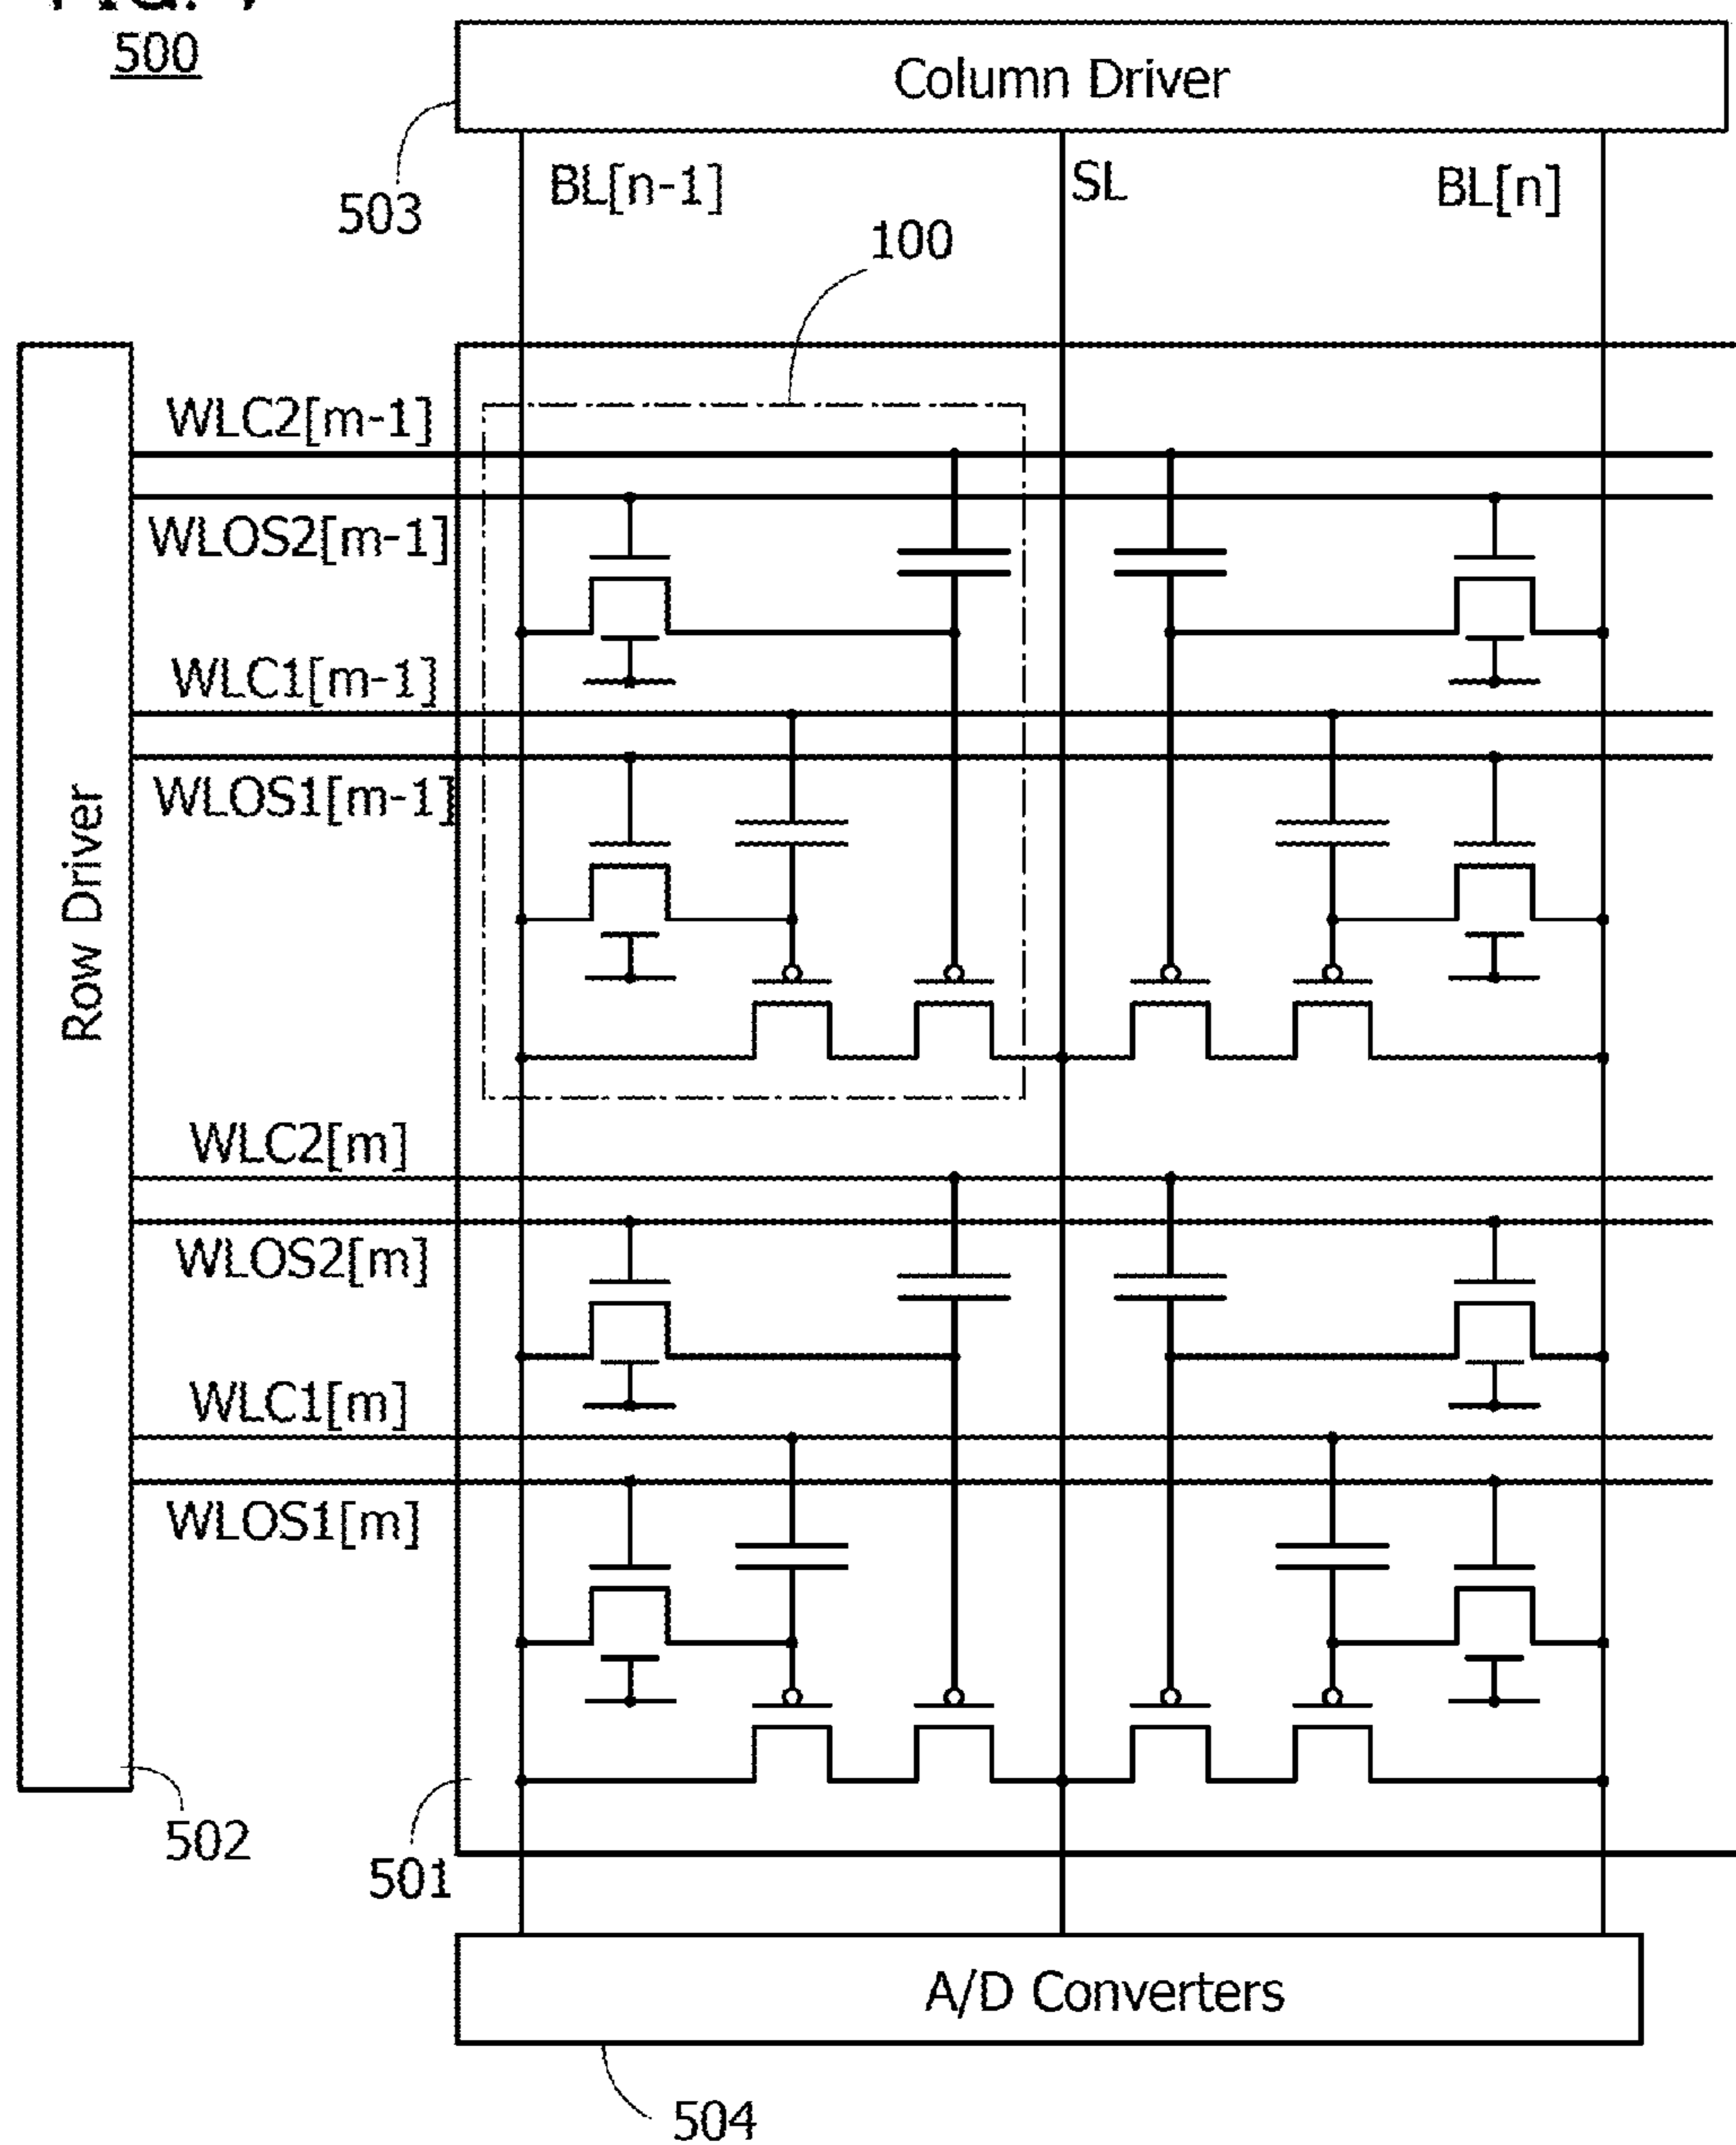 500
Column Driver
503
BL[n-1]
SL
BL[n]
100
WLC2[m-1]
WLOS2[m-1]
WLC1[m-1]
WLOS1[m-1]
Row Driver
WLC2[m]
WLOS2[m]
WLC1[m]
WLOS1[m]
502
501
A/D Converters
504